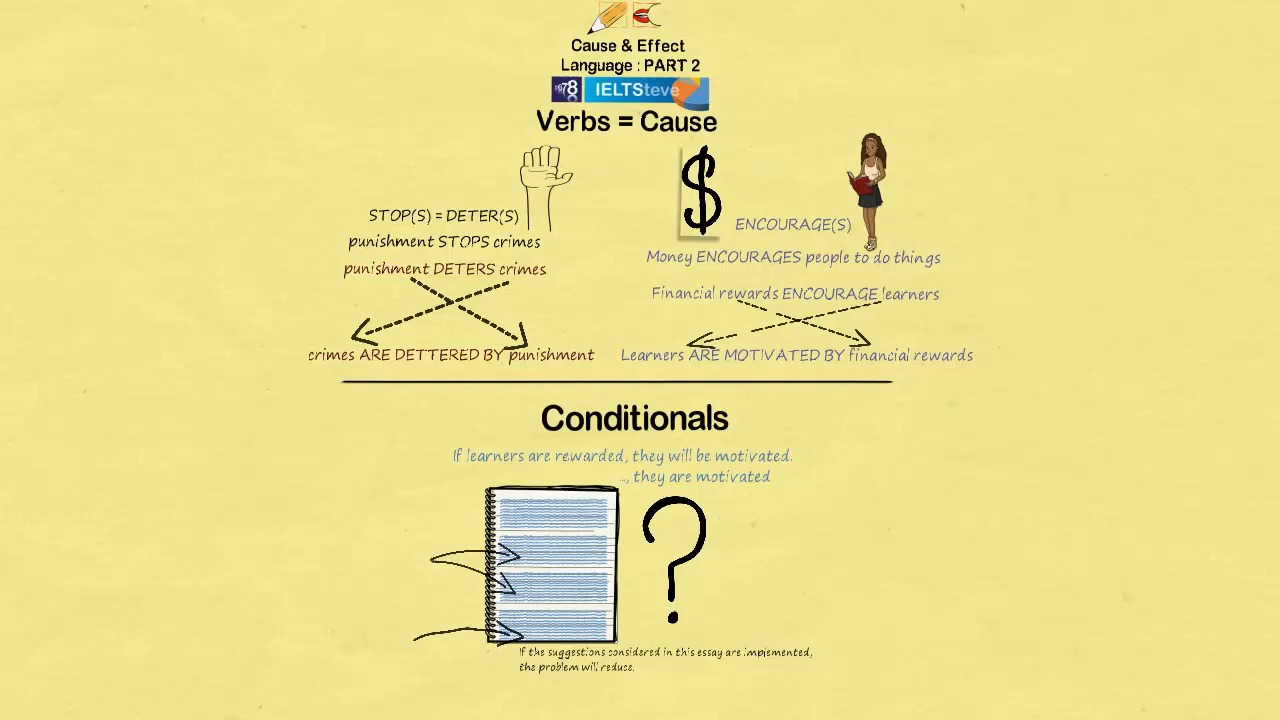 Cause & Effect
Language : PART 2
678 IELTSteve
Verbs = Cause
STOP(S) = DETER(S)
punishment STOPS crimes
punishment DETERS crimes
crimes ARE DETTERED BY punishment
ENCOURAGE(S)
Money ENCOURAGES people to do things
Financial rewards ENCOURAGE learners
Learners ARE MOTIVATED BY financial rewards
Conditionals
If learners are rewarded, they will be motivated.
..., they are motivated
If the suggestions considered in this essay are implemented,
the problem will reduce.